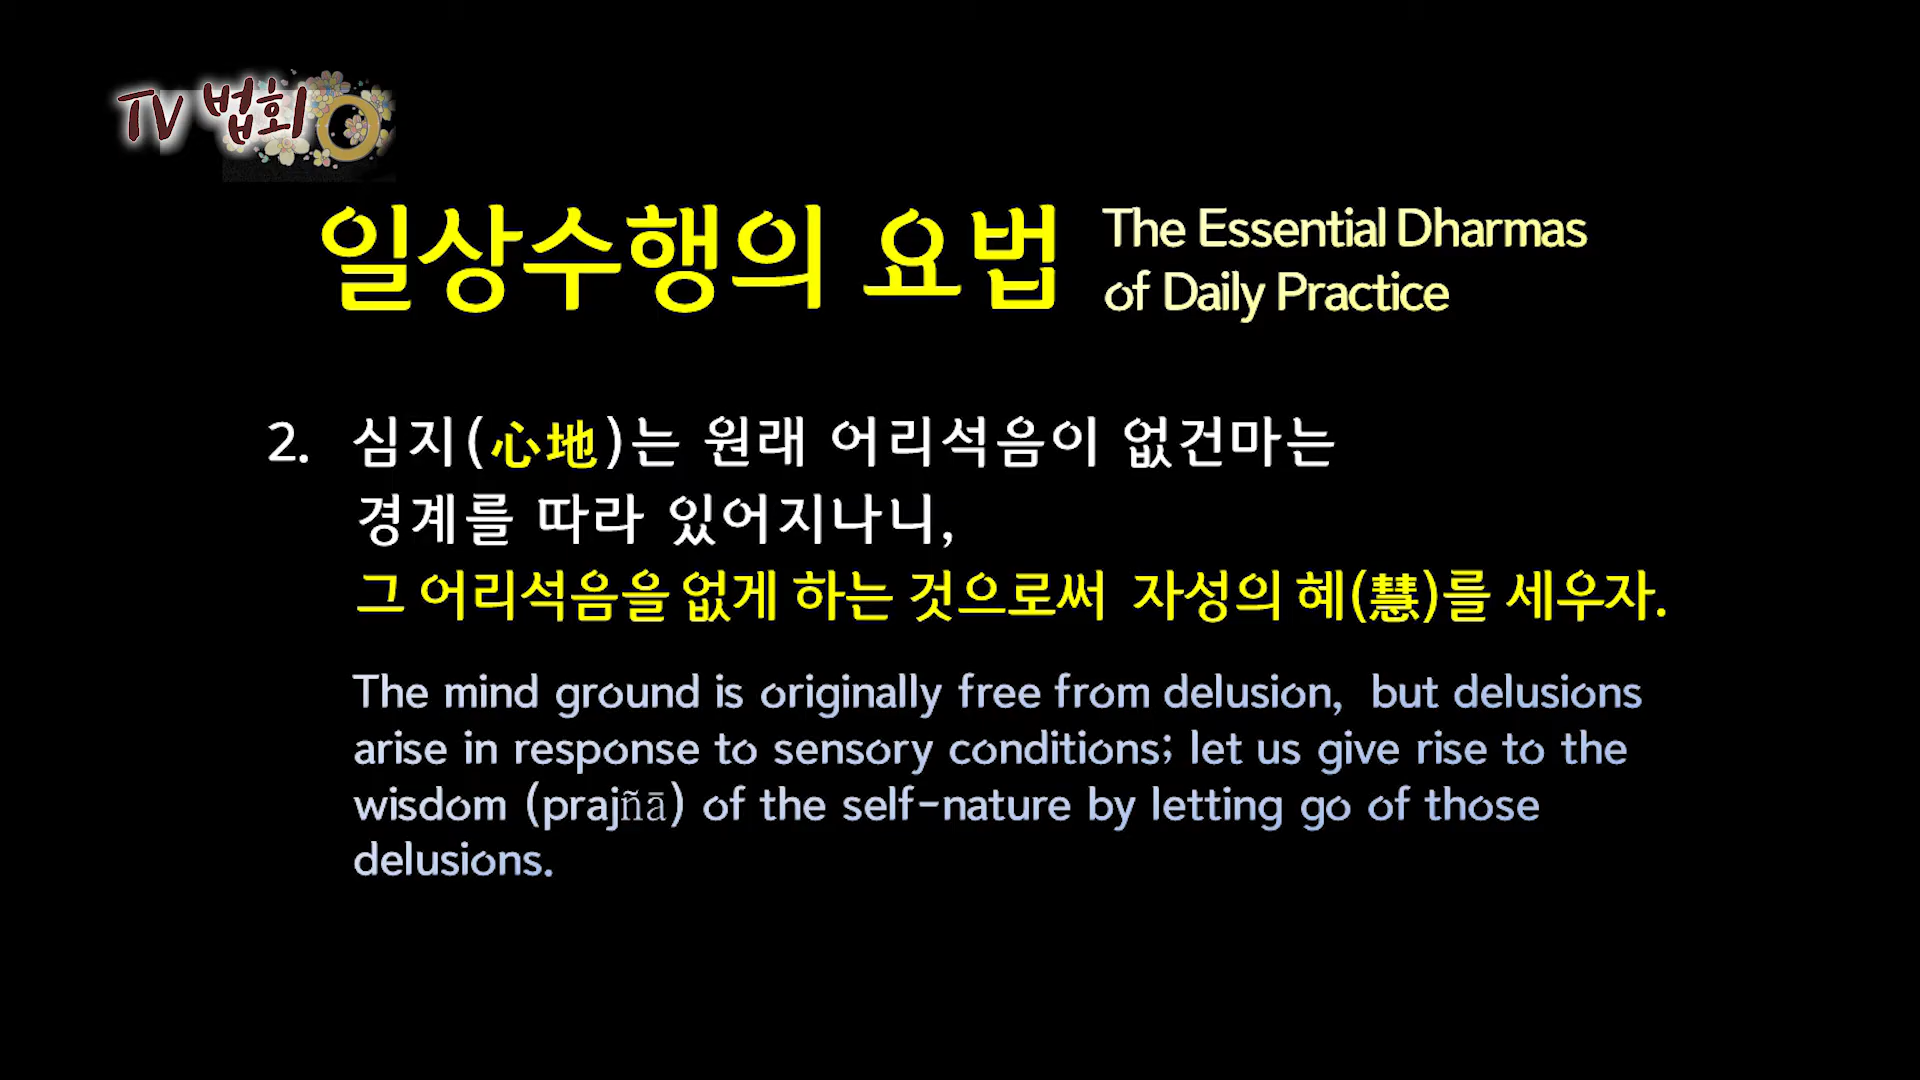 TV 법회
일상수행의 요법
The Essential Dharmas
of Daily Practice
2. 심지(心地)는 원래 어리석음이 없건마는
경계를 따라 있어지나니,
그 어리석음을 없게 하는 것으로써 자성의 혜(慧)를 세우자.
The mind ground is originally free from delusion, but delusions
arise in response to sensory conditions; let us give rise to the
wisdom (prajñā) of the self-nature by letting go of those
delusions.